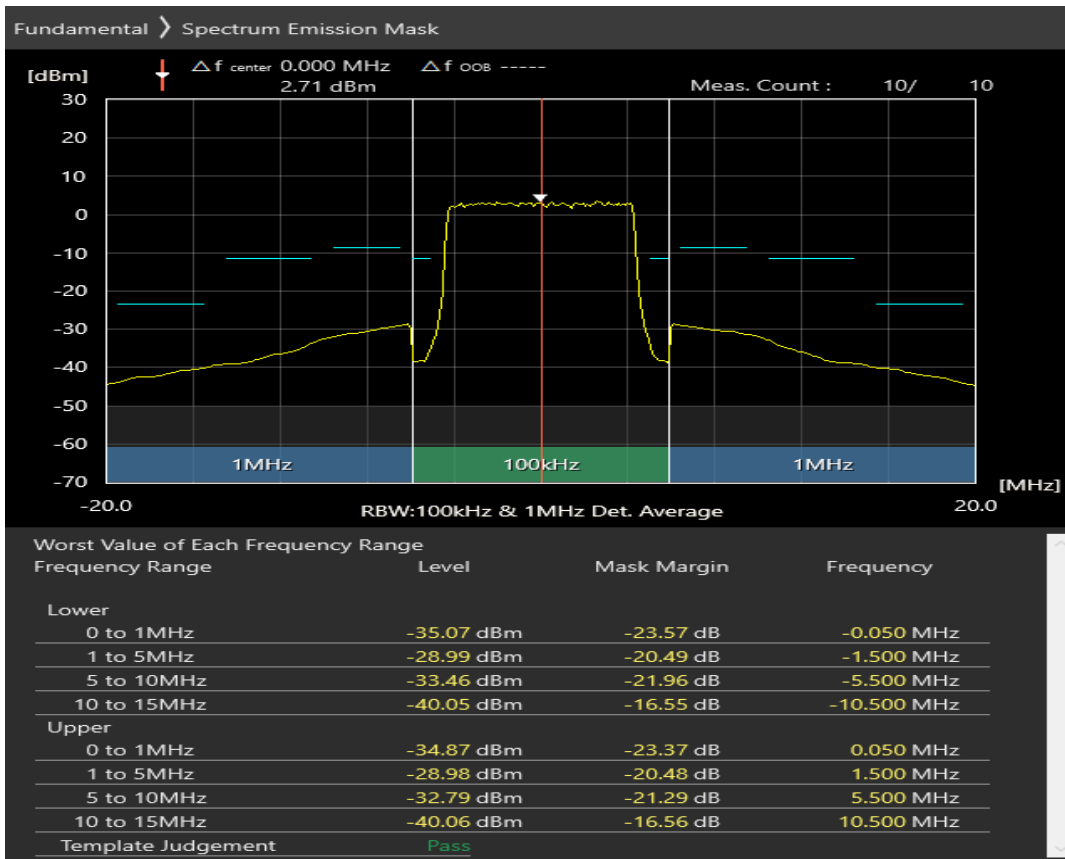 Fundamental ❯ Spectrum Emission Mask
[dBm] Δf center 0.000 MHz Δf OOB -----
2.71 dBm Meas. Count : 10/ 10
30
20
10
0
-10
-20
-30
-40
-50
-60
1MHz 100kHz 1MHz
-70
[MHz]
-20.0 RBW:100kHz & 1MHz Det. Average 20.0
Worst Value of Each Frequency Range
Frequency Range Level Mask Margin Frequency
Lower
0 to 1MHz -35.07 dBm -23.57 dB -0.050 MHz
1 to 5MHz -28.99 dBm -20.49 dB -1.500 MHz
5 to 10MHz -33.46 dBm -21.96 dB -5.500 MHz
10 to 15MHz -40.05 dBm -16.55 dB -10.500 MHz
Upper
0 to 1MHz -34.87 dBm -23.37 dB 0.050 MHz
1 to 5MHz -28.98 dBm -20.48 dB 1.500 MHz
5 to 10MHz -32.79 dBm -21.29 dB 5.500 MHz
10 to 15MHz -40.06 dBm -16.56 dB 10.500 MHz
Template Judgement Pass